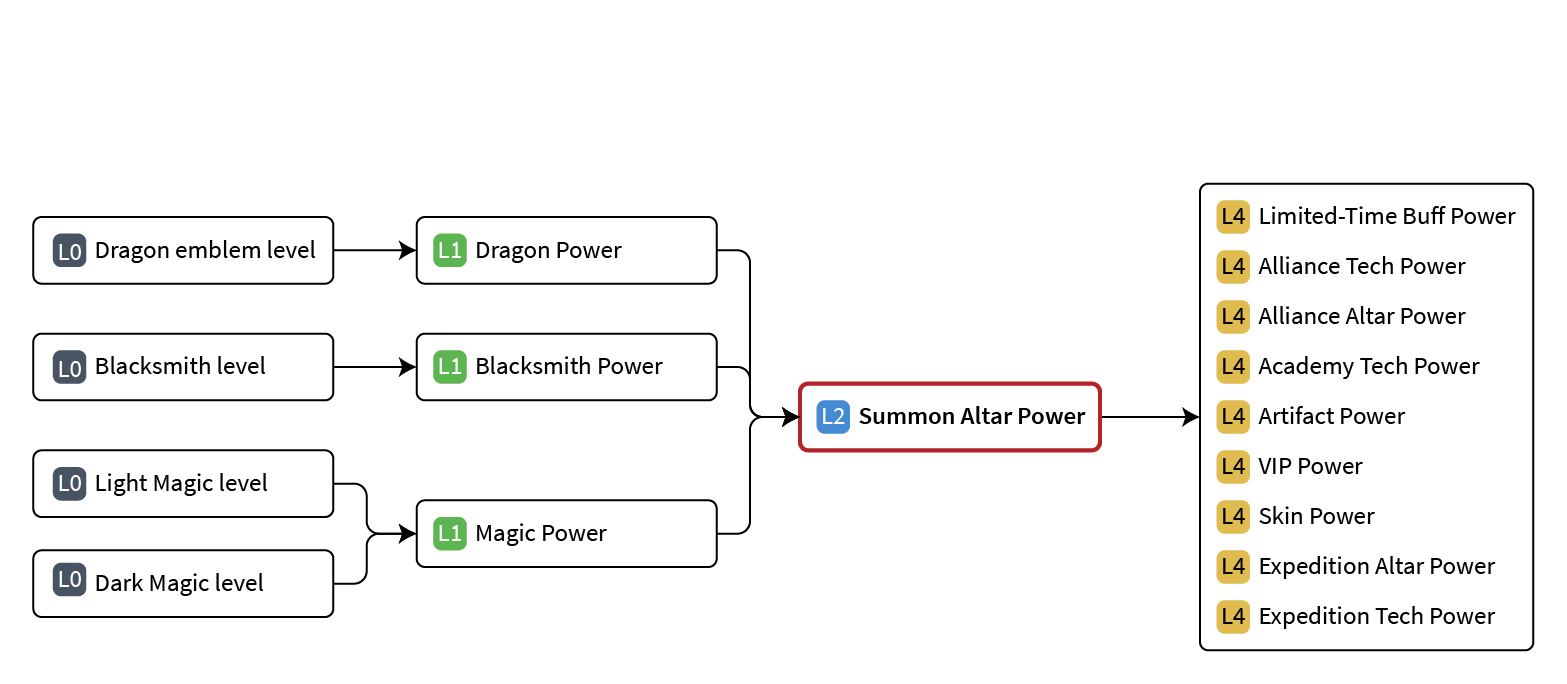 L0 Dragon emblem level
L1 Dragon Power
L0 Blacksmith level
L1 Blacksmith Power
L0 Light Magic level
L0 Dark Magic level
L1 Magic Power
L2 Summon Altar Power
L4 Limited-Time Buff Power
L4 Alliance Tech Power
L4 Alliance Altar Power
L4 Academy Tech Power
L4 Artifact Power
L4 VIP Power
L4 Skin Power
L4 Expedition Altar Power
L4 Expedition Tech Power